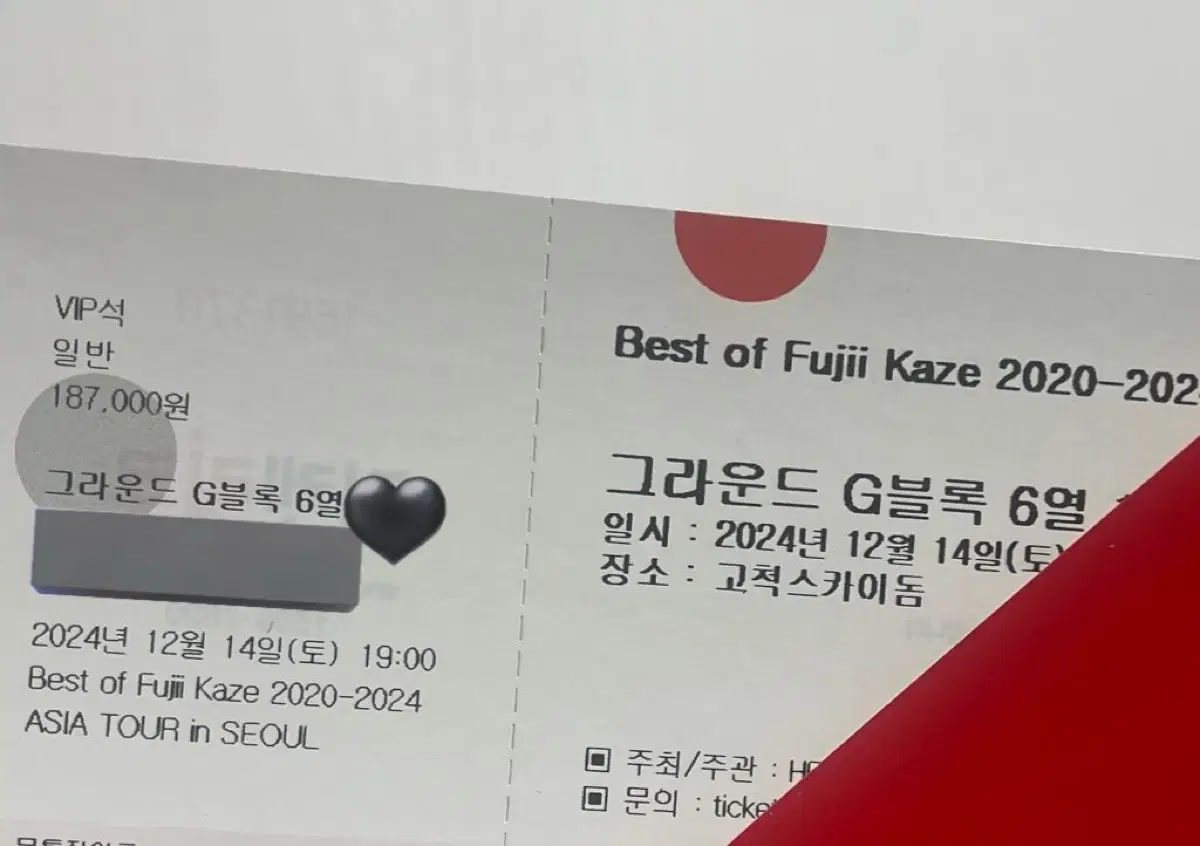 VIP석
일반
187,000원
그라운드 G블록 6열
2024년 12월 14일(토) 19:00
Best of Fujii Kaze 2020-2024
ASIA TOUR in SEOUL
Best of Fujii Kaze 2020-202
그라운드 G블록 6열
일시 : 2024년 12월 14일(토)
장소 : 고척스카이돔
▣ 주최/주관 : H
▣ 문의 : ticke